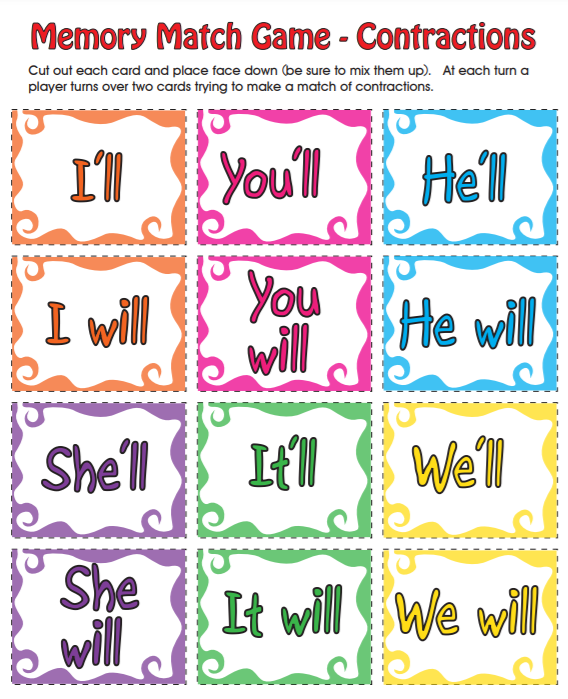 Memory Match Game - Contractions
Cut out each card and place face down (be sure to mix them up).   At each turn a
player turns over two cards trying to make a match of contractions.
I'll
You'll
He'll
I will
You
will
He will
She'll
It'll
We'll
She
will
It will
We will